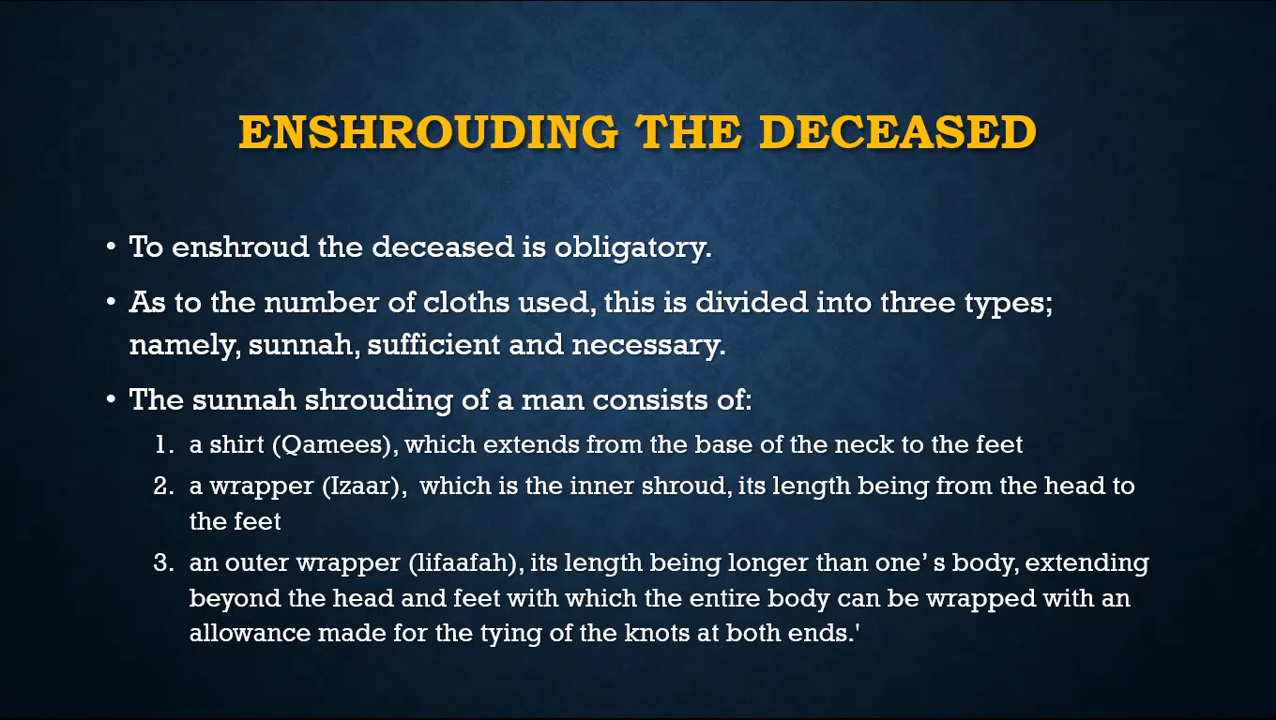 ENSHROUDING THE DECEASED
• To enshroud the deceased is obligatory.
• As to the number of cloths used, this is divided into three types;
namely, sunnah, sufficient and necessary.
• The sunnah shrouding of a man consists of:
1. a shirt (Qamees), which extends from the base of the neck to the feet
2. a wrapper (Izaar),  which is the inner shroud, its length being from the head to
the feet
3. an outer wrapper (lifaafah), its length being longer than one’ s body, extending
beyond the head and feet with which the entire body can be wrapped with an
allowance made for the tying of the knots at both ends.'